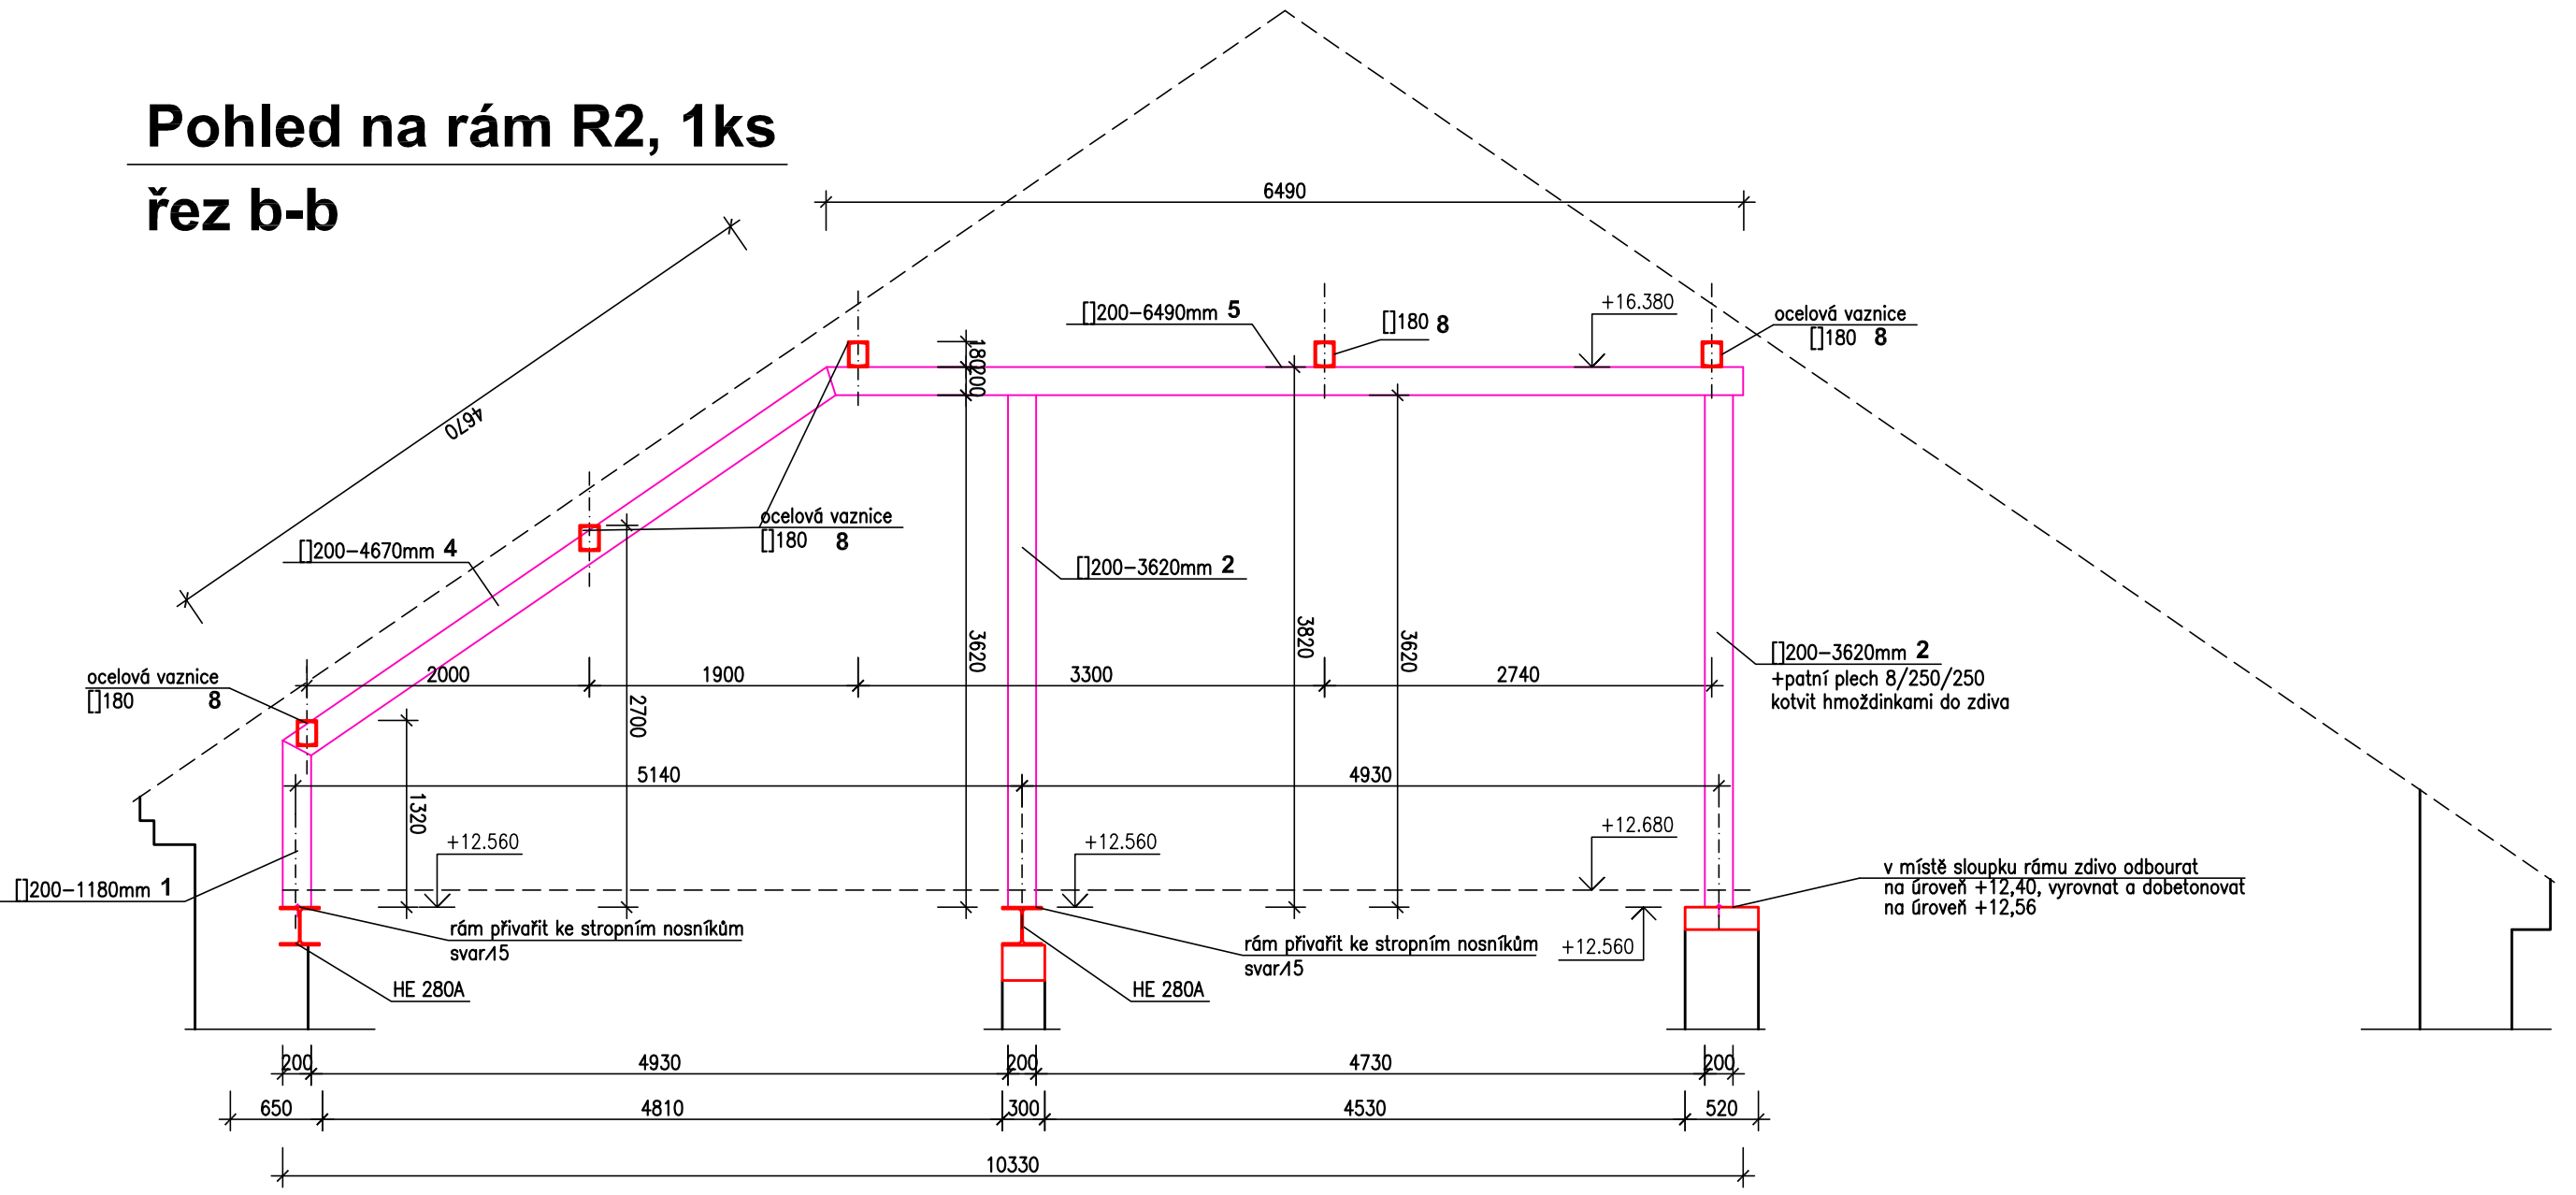 Pohled na rám R2, 1ks
řez b-b
6490
4670
[]200-6490mm 5
[]180 8
+16.380
ocelová vaznice
[]180 8
180
200
ocelová vaznice
[]180 8
[]200-4670mm 4
[]200-3620mm 2
3620
3820
3620
2700
1320
[]200-3620mm 2
+patní plech 8/250/250
kotvit hmoždinkami do zdiva
ocelová vaznice
[]180 8
2000
1900
3300
2740
5140
4930
+12.560
+12.560
+12.680
[]200-1180mm 1
v místě sloupku rámu zdivo odbourat
na úroveň +12,40, vyrovnat a dobetonovat
na úroveň +12,56
rám přivařit ke stropním nosníkům
svar⊿5
rám přivařit ke stropním nosníkům
svar⊿5
+12.560
HE 280A
HE 280A
200
4930
200
4730
200
650
4810
300
4530
520
10330